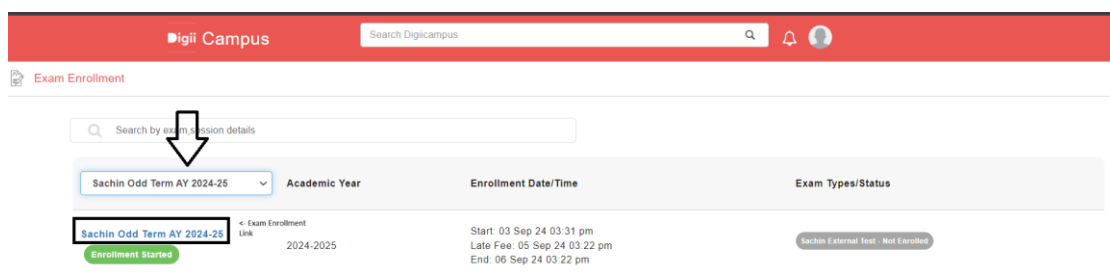 Digii Campus
Search Digiicampus
Exam Enrollment
Search by exam,session details
Sachin Odd Term AY 2024-25 Academic Year Enrollment Date/Time Exam Types/Status
Sachin Odd Term AY 2024-25
<- Exam Enrollment
Link
Enrollment Started
2024-2025
Start: 03 Sep 24 03:31 pm
Late Fee: 05 Sep 24 03:22 pm
End: 06 Sep 24 03:22 pm
Sachin External Test - Not Enrolled